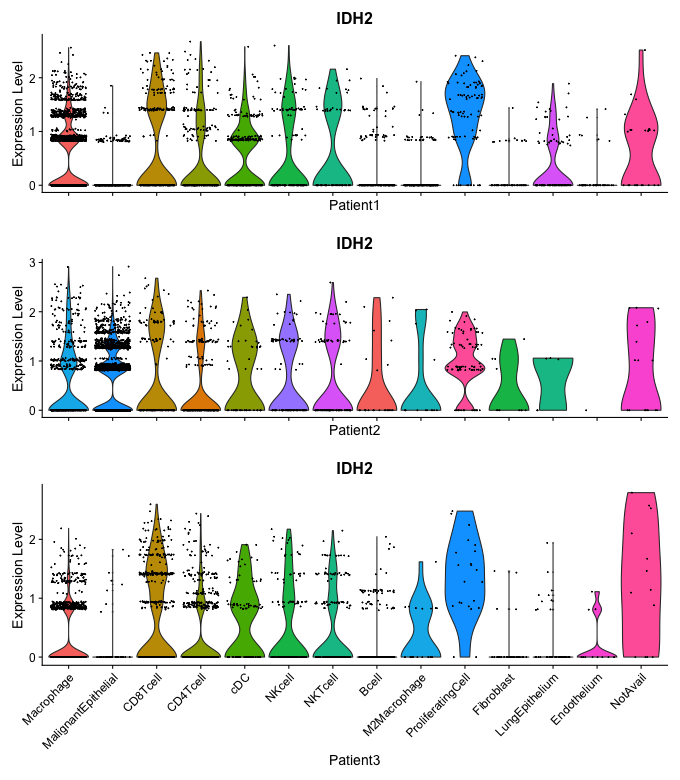 IDH2
Expression Level
2
1
0
Patient1
IDH2
Expression Level
3
2
1
0
Patient2
IDH2
Expression Level
2
1
0
Macrophage
MalignantEpithelial
CD8Tcell
CD4Tcell
cDC
NKcell
NKTcell
Bcell
M2Macrophage
ProliferatingCell
Fibroblast
LungEpithelium
Endothelium
NotAvail
Patient3